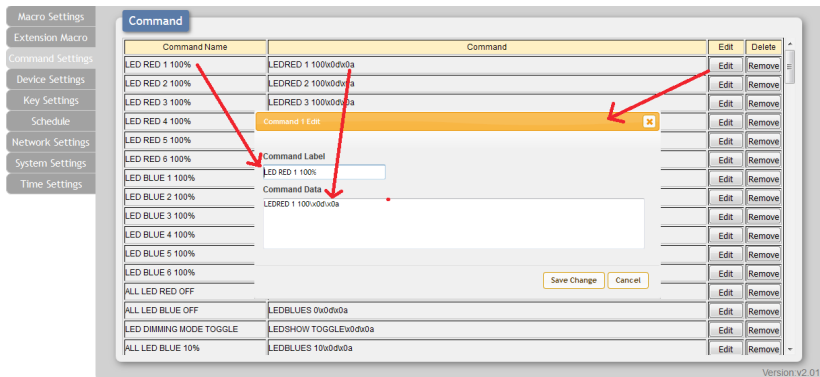 Macro Settings
Extension Macro
Command Settings
Device Settings
Key Settings
Schedule
Network Settings
System Settings
Time Settings
Command
Command Name Command Edit Delete
LED RED 1 100% LEDRED 1 100\x0d\x0a Edit Remove
LED RED 2 100% LEDRED 2 100\x0d\x0a Edit Remove
LED RED 3 100% LEDRED 3 100\x0d\x0a Edit Remove
LED RED 4 100% Edit Remove
LED RED 5 100% Edit Remove
LED RED 6 100% Edit Remove
LED BLUE 1 100% Edit Remove
LED BLUE 2 100% Edit Remove
LED BLUE 3 100% Edit Remove
LED BLUE 4 100% Edit Remove
LED BLUE 5 100% Edit Remove
LED BLUE 6 100% Edit Remove
ALL LED RED OFF Edit Remove
ALL LED BLUE OFF LEDBLUES 0\x0d\x0a Edit Remove
LED DIMMING MODE TOGGLE LEDSHOW TOGGLE\x0d\x0a Edit Remove
ALL LED BLUE 10% LEDBLUES 10\x0d\x0a Edit Remove
Command 1 Edit
Command Label
LED RED 1 100%
Command Data
LEDRED 1 100\x0d\x0a
Save Change Cancel
Version:v2.01